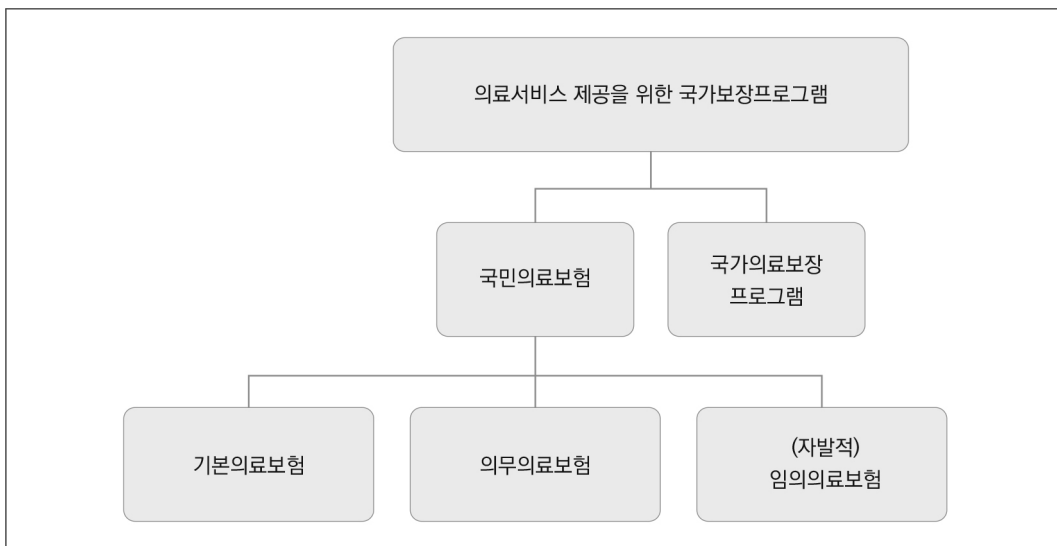 의료서비스 제공을 위한 국가보장프로그램
국민의료보험
국가의료보장
프로그램
기본의료보험
의무의료보험
(자발적)
임의의료보험